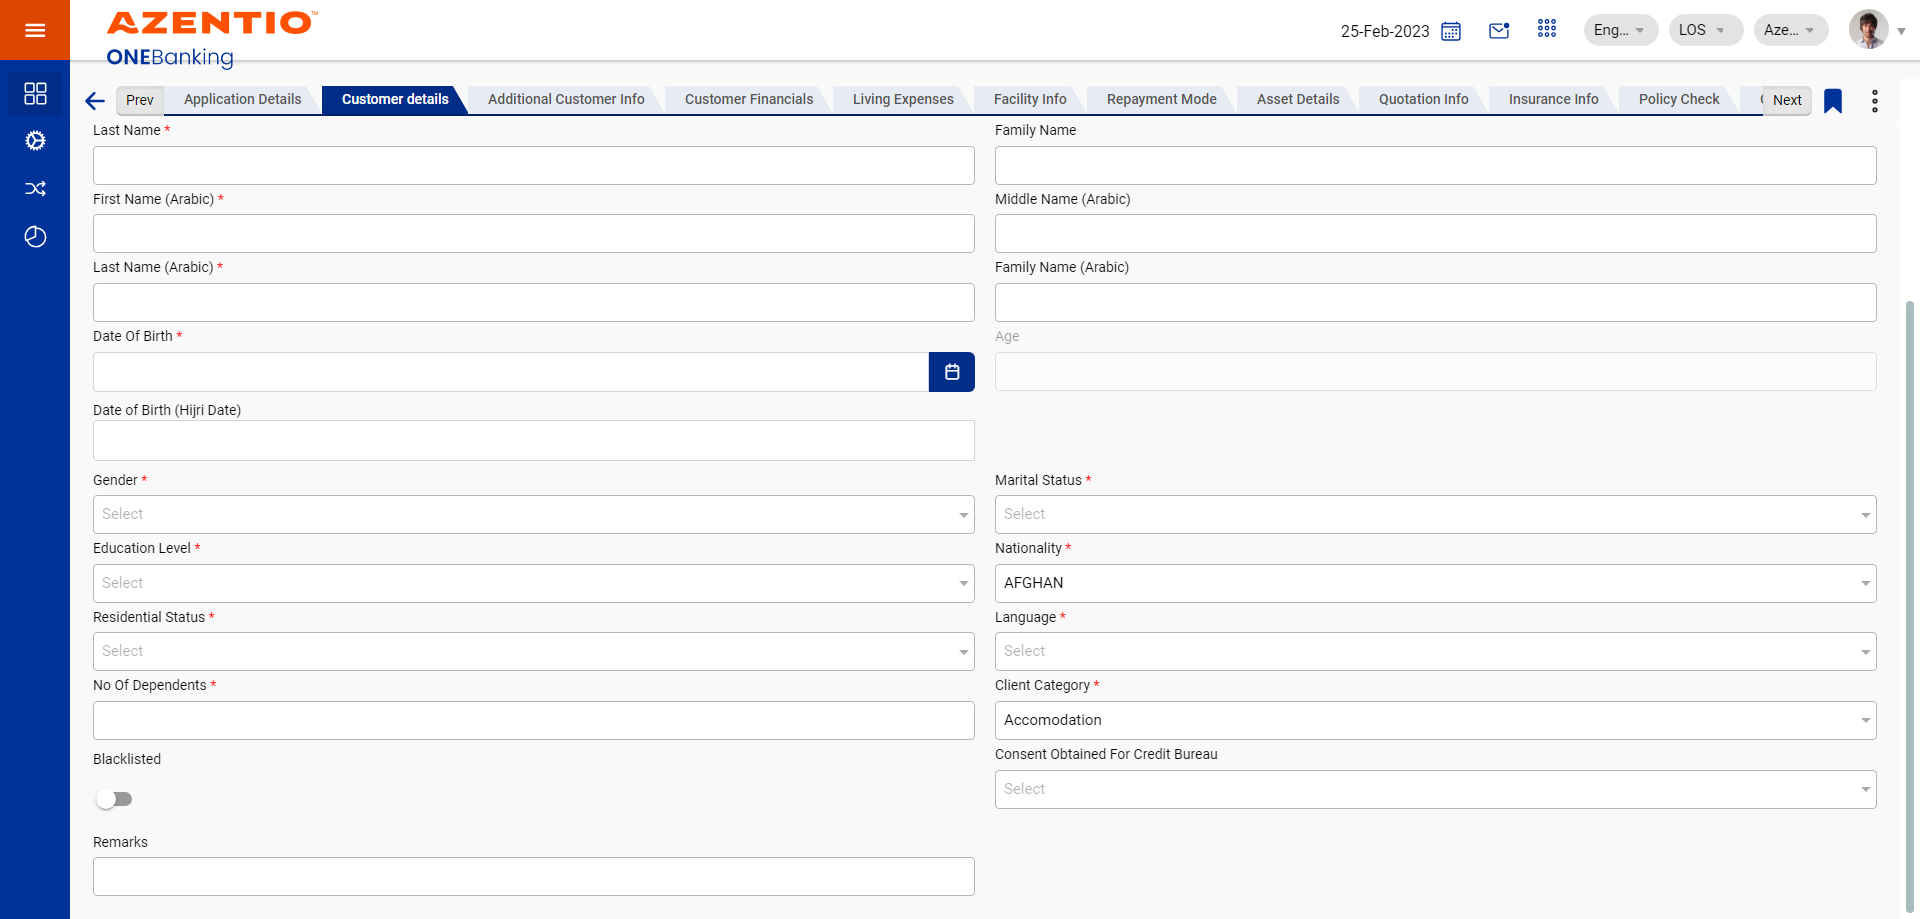 AZENTIO™
ONEBanking
25-Feb-2023
Eng...
LOS
Aze...
Prev
Application Details
Customer details
Additional Customer Info
Customer Financials
Living Expenses
Facility Info
Repayment Mode
Asset Details
Quotation Info
Insurance Info
Policy Check
Next
Last Name *
Family Name
First Name (Arabic) *
Middle Name (Arabic)
Last Name (Arabic) *
Family Name (Arabic)
Date Of Birth *
Age
Date of Birth (Hijri Date)
Gender *
Marital Status *
Select
Select
Education Level *
Nationality *
Select
AFGHAN
Residential Status *
Language *
Select
Select
No Of Dependents *
Client Category *
Accomodation
Blacklisted
Consent Obtained For Credit Bureau
Select
Remarks